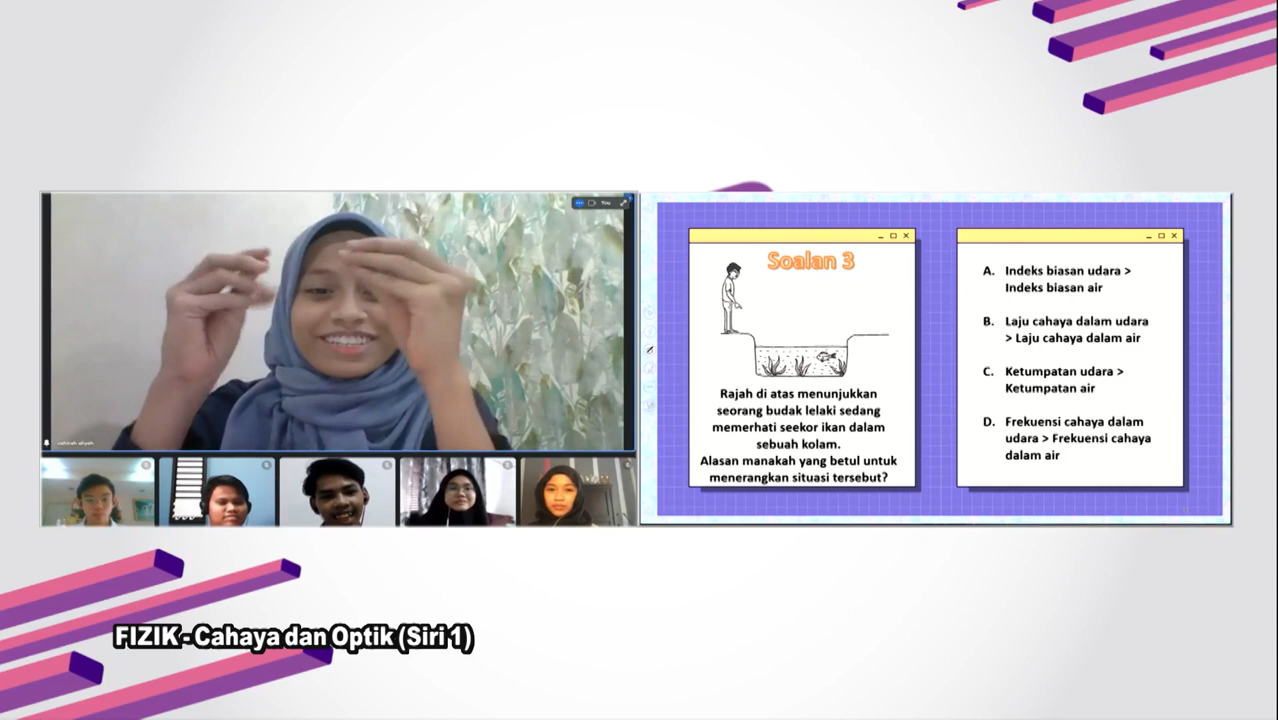 You
Soalan 3
Rajah di atas menunjukkan
seorang budak lelaki sedang
memerhati seekor ikan dalam
sebuah kolam.
Alasan manakah yang betul untuk
menerangkan situasi tersebut?
A. Indeks biasan udara >
Indeks biasan air
B. Laju cahaya dalam udara
> Laju cahaya dalam air
C. Ketumpatan udara >
Ketumpatan air
D. Frekuensi cahaya dalam
udara > Frekuensi cahaya
dalam air
FIZIK - Cahaya dan Optik (Siri 1)